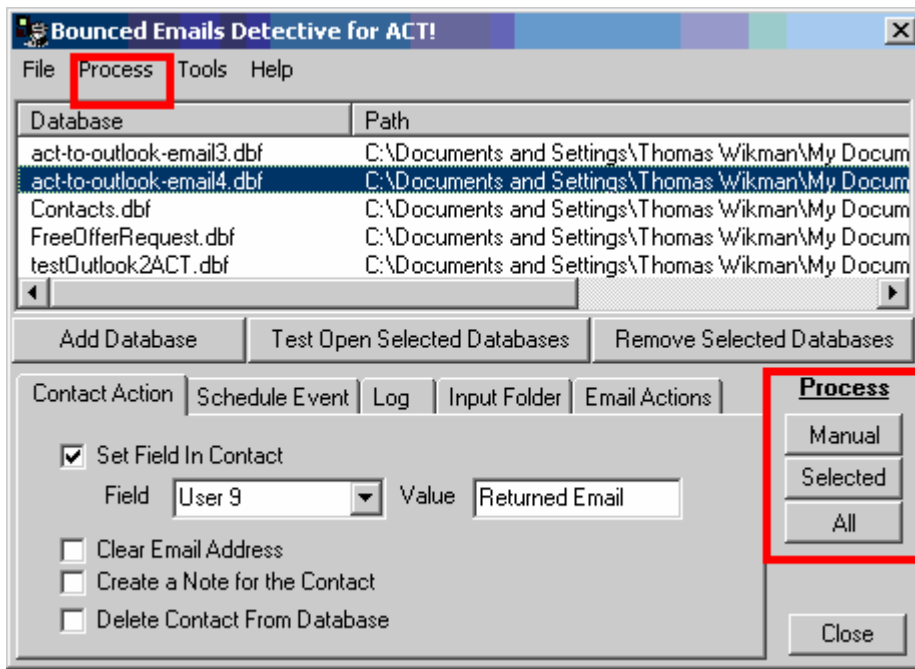 Bounced Emails Detective for ACT!
File Process Tools Help
Database Path
act-to-outlook-email3.dbf C:\Documents and Settings\Thomas Wikman\My Docum
act-to-outlook-email4.dbf C:\Documents and Settings\Thomas Wikman\My Docum
Contacts.dbf C:\Documents and Settings\Thomas Wikman\My Docum
FreeOfferRequest.dbf C:\Documents and Settings\Thomas Wikman\My Docum
testOutlook2ACT.dbf C:\Documents and Settings\Thomas Wikman\My Docum
Add Database Test Open Selected Databases Remove Selected Databases
Contact Action Schedule Event Log Input Folder Email Actions
Process
Manual
Selected
All
Set Field In Contact
Field User 9 Value Returned Email
Clear Email Address
Create a Note for the Contact
Delete Contact From Database
Close